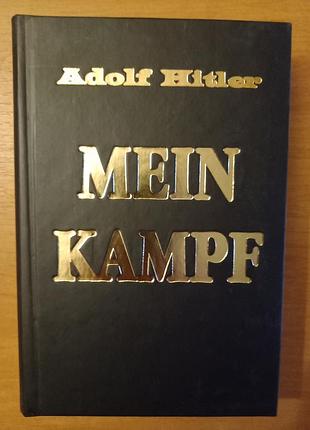 Adolf Hitler
MEIN
KAMPF